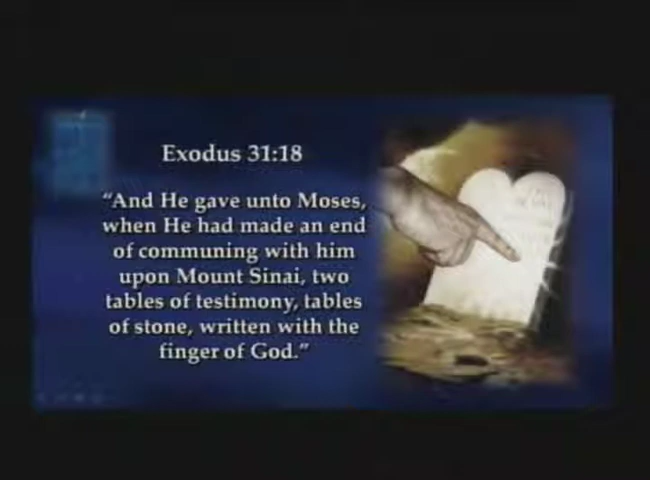 Exodus 31:18
“And He gave unto Moses,
when He had made an end
of communing with him
upon Mount Sinai, two
tables of testimony, tables
of stone, written with the
finger of God.”